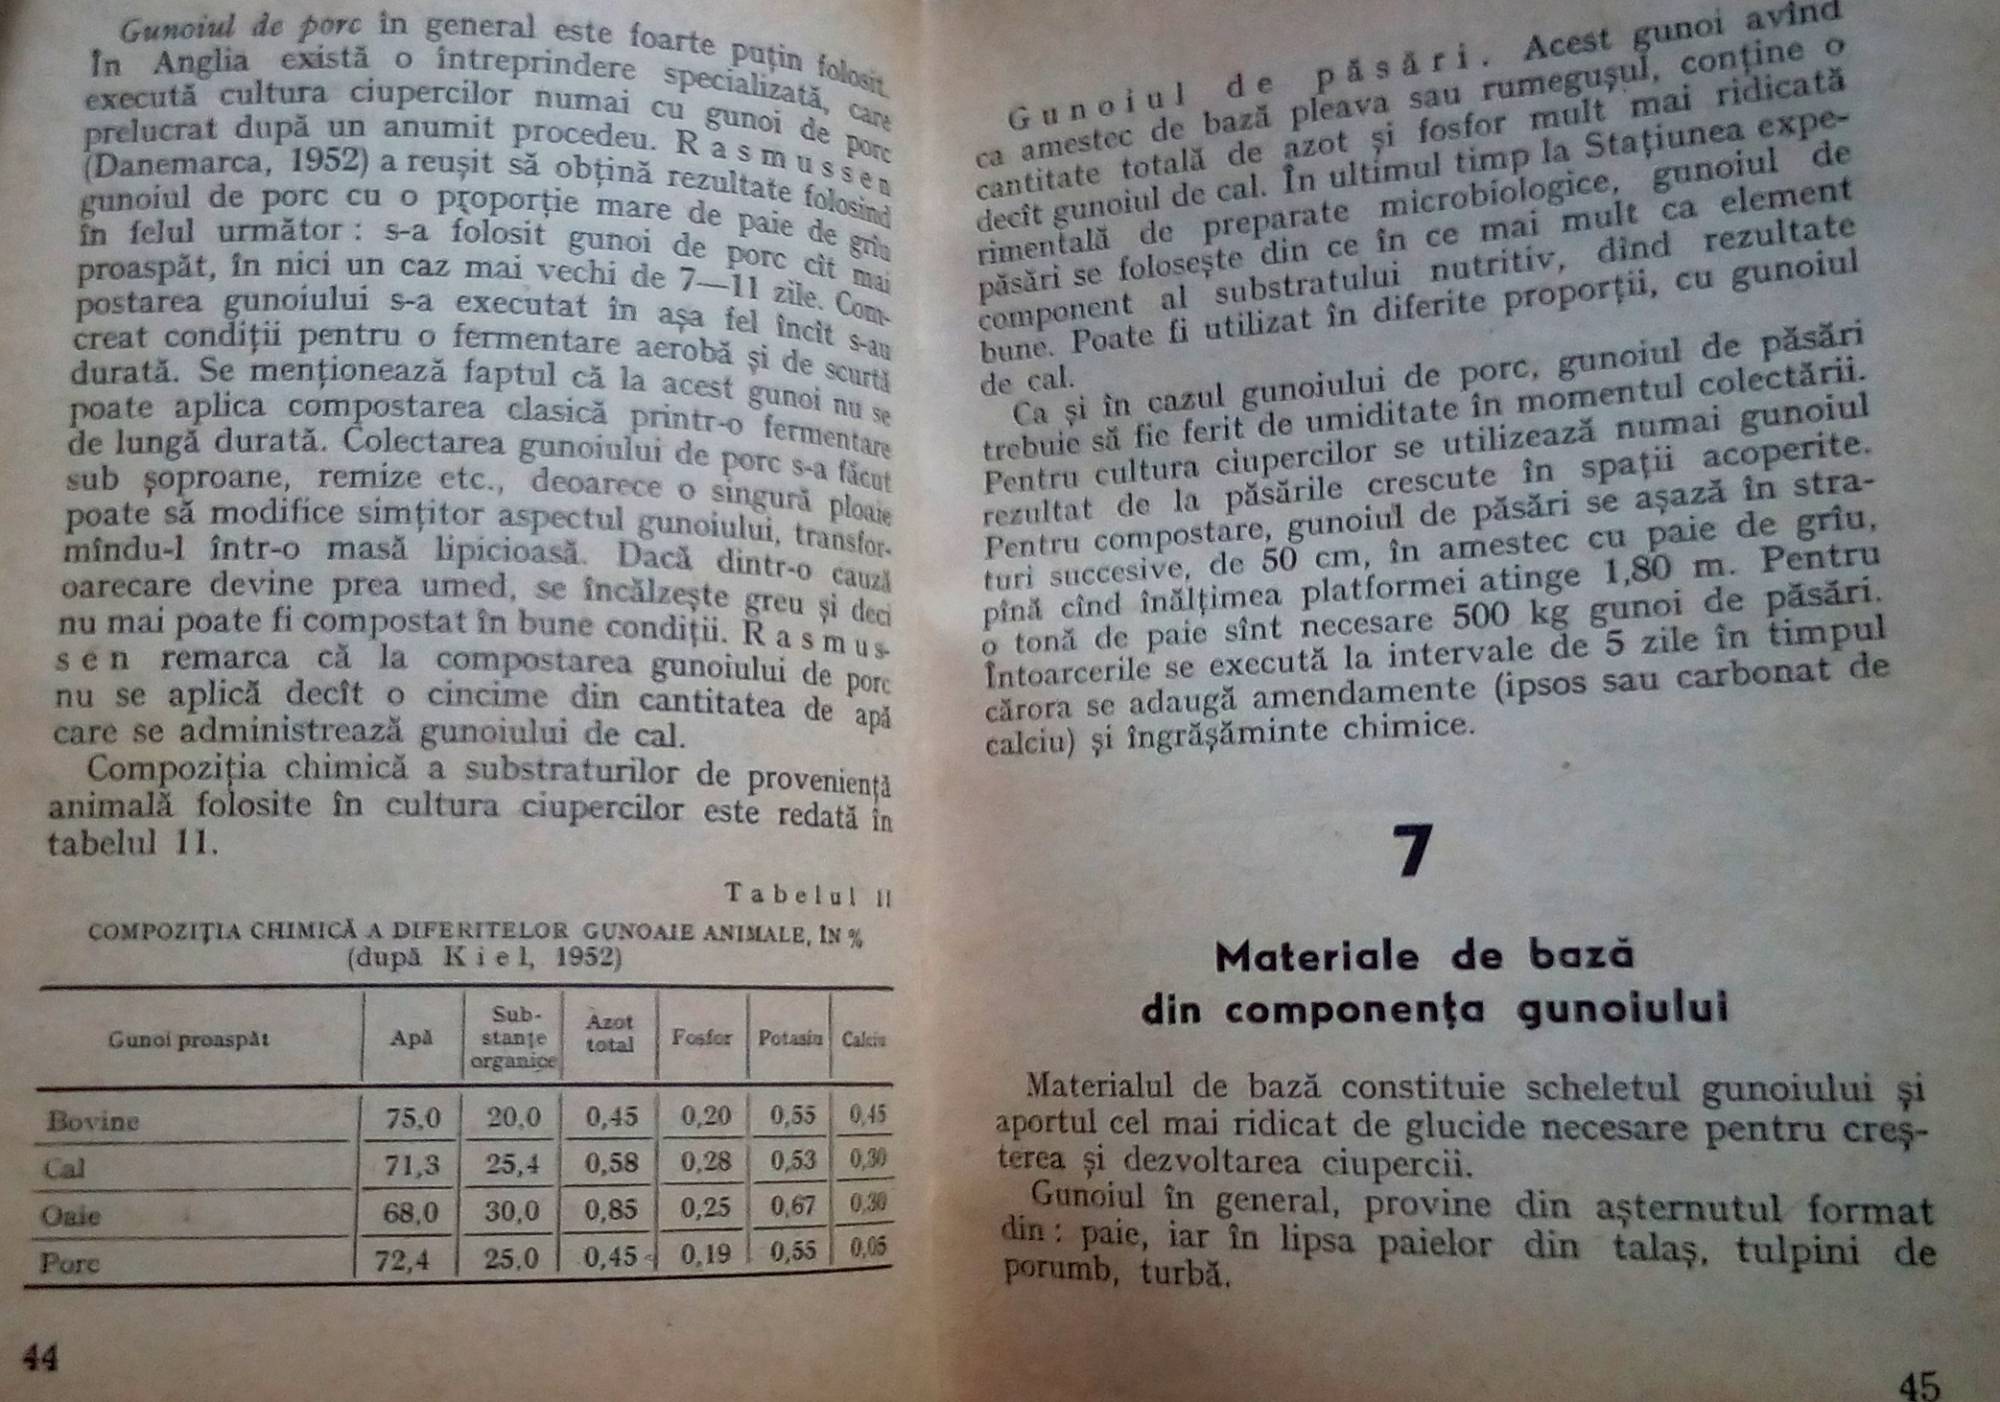 Gunoiul de porc în general este foarte puțin folosit.
În Anglia există o întreprindere specializată, care
execută cultura ciupercilor numai cu gunoi de porc
prelucrat după un anumit procedeu. Rasmussen
(Danemarca, 1952) a reușit să obțină rezultate folosind
gunoiul de porc cu o proporție mare de paie de grîu
în felul următor : s-a folosit gunoi de porc cît mai
proaspăt, în nici un caz mai vechi de 7—11 zile. Com-
postarea gunoiului s-a executat în așa fel încît s-au
creat condiții pentru o fermentare aerobă și de scurtă
durată. Se menționează faptul că la acest gunoi nu se
poate aplica compostarea clasică printr-o fermentare
de lungă durată. Colectarea gunoiului de porc s-a făcut
sub șoproane, remize etc., deoarece o singură ploaie
poate să modifice simțitor aspectul gunoiului, transfor-
mîndu-l într-o masă lipicioasă. Dacă dintr-o cauză
oarecare devine prea umed, se încălzește greu și deci
nu mai poate fi compostat în bune condiții. Rasmus-
sen remarca că la compostarea gunoiului de porc
nu se aplică decît o cincime din cantitatea de apă
care se administrează gunoiului de cal.
Compoziția chimică a substraturilor de proveniență
animală folosite în cultura ciupercilor este redată în
tabelul 11.
Tabelul 11
COMPOZIȚIA CHIMICĂ A DIFERITELOR GUNOAIE ANIMALE, ÎN %
(după Kiel, 1952)
Gunoi proaspăt Apă Sub-stanțe organice Azot total Fosfor Potasiu Calciu
Bovine 75,0 20,0 0,45 0,20 0,55 0,45
Cal 71,3 25,4 0,58 0,28 0,53 0,30
Oaie 68,0 30,0 0,85 0,25 0,67 0,30
Porc 72,4 25,0 0,45 0,19 0,55 0,05
44
Gunoiul de păsări. Acest gunoi avînd
ca amestec de bază pleava sau rumegușul, conține o
cantitate totală de azot și fosfor mult mai ridicată
decît gunoiul de cal. În ultimul timp la Stațiunea expe-
rimentală de preparate microbiologice, gunoiul de
păsări se folosește din ce în ce mai mult ca element
component al substratului nutritiv, dînd rezultate
bune. Poate fi utilizat în diferite proporții, cu gunoiul
de cal.
Ca și în cazul gunoiului de porc, gunoiul de păsări
trebuie să fie ferit de umiditate în momentul colectării.
Pentru cultura ciupercilor se utilizează numai gunoiul
rezultat de la păsările crescute în spații acoperite.
Pentru compostare, gunoiul de păsări se așază în stra-
turi succesive, de 50 cm, în amestec cu paie de grîu,
pînă cînd înălțimea platformei atinge 1,80 m. Pentru
o tonă de paie sînt necesare 500 kg gunoi de păsări.
Întoarcerile se execută la intervale de 5 zile în timpul
cărora se adaugă amendamente (ipsos sau carbonat de
calciu) și îngrășăminte chimice.
7
Materiale de bază
din componența gunoiului
Materialul de bază constituie scheletul gunoiului și
aportul cel mai ridicat de glucide necesare pentru creș-
terea și dezvoltarea ciupercii.
Gunoiul în general, provine din așternutul format
din : paie, iar în lipsa paielor din talaș, tulpini de
porumb, turbă.
45